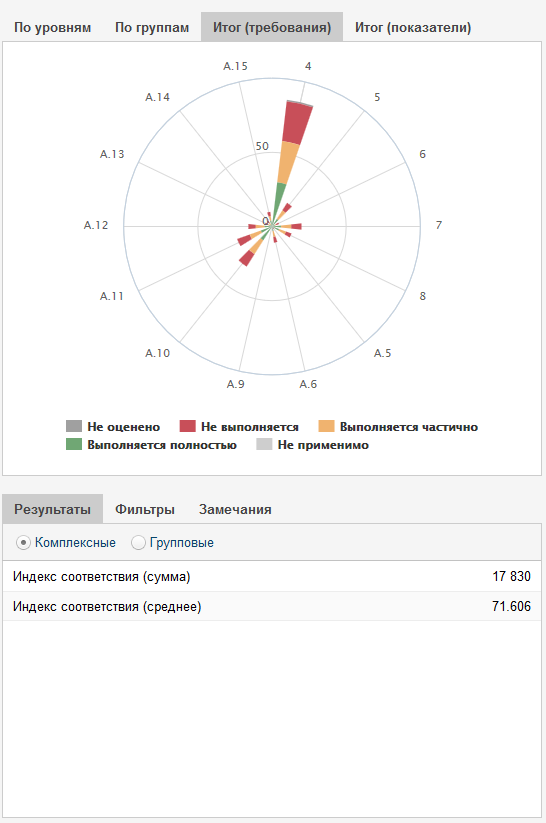 По уровням По группам Итог (требования) Итог (показатели)
A.15 4
A.14 5
A.13 6
50
A.12 0 7
A.11 8
A.10 A.5
A.9 A.6
Не оценено Не выполняется Выполняется частично
Выполняется полностью Не применимо
Результаты Фильтры Замечания
Комплексные Групповые
Индекс соответствия (сумма) 17 830
Индекс соответствия (среднее) 71.606